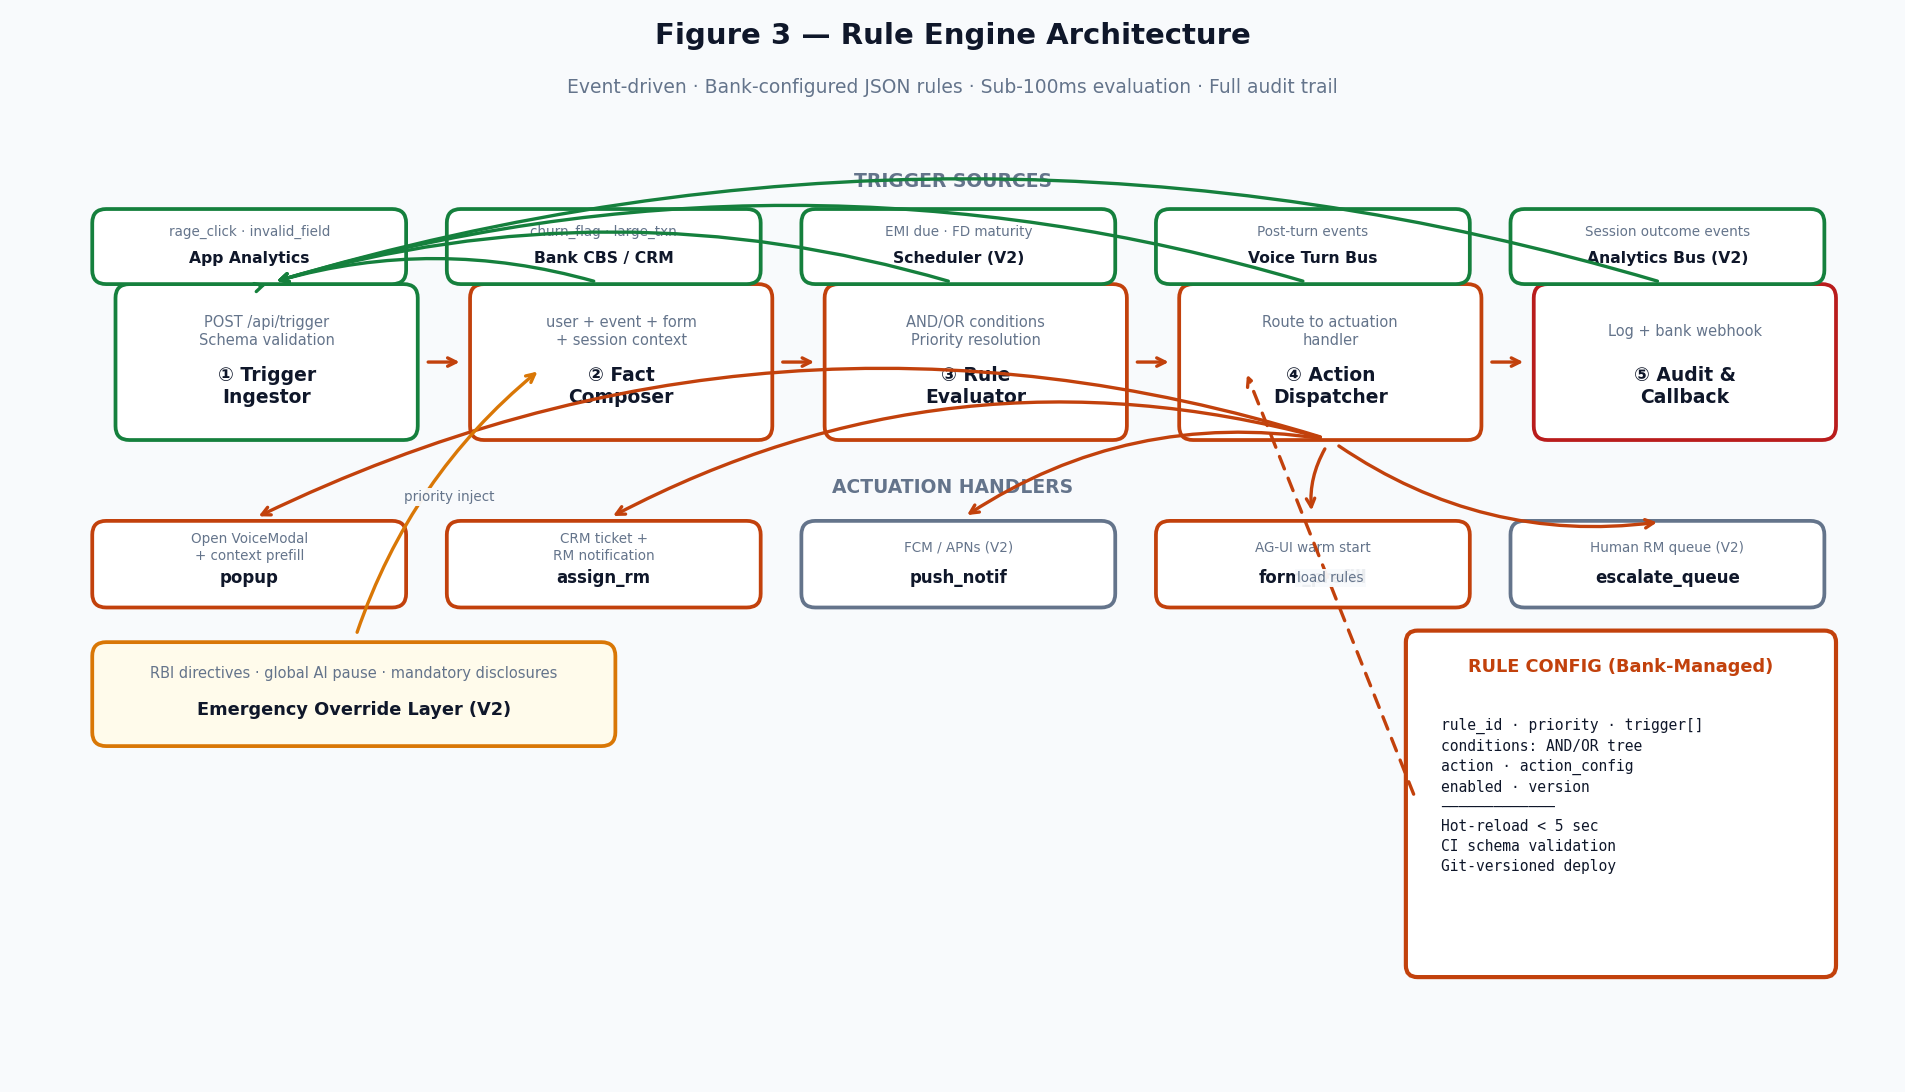 Figure 3 — Rule Engine Architecture
Event-driven · Bank-configured JSON rules · Sub-100ms evaluation · Full audit trail
TRIGGER SOURCES
rage_click · invalid_field
App Analytics
churn_flag · large_txn
Bank CBS / CRM
EMI due · FD maturity
Scheduler (V2)
Post-turn events
Voice Turn Bus
Session outcome events
Analytics Bus (V2)
POST /api/trigger
Schema validation
① Trigger
Ingestor
user + event + form
+ session context
② Fact
Composer
AND/OR conditions
Priority resolution
③ Rule
Evaluator
Route to actuation
handler
④ Action
Dispatcher
Log + bank webhook
⑤ Audit &
Callback
ACTUATION HANDLERS
priority inject
Open VoiceModal
+ context prefill
popup
CRM ticket +
RM notification
assign_rm
FCM / APNs (V2)
push_notif
AG-UI warm start
load rules
Human RM queue (V2)
escalate_queue
RBI directives · global AI pause · mandatory disclosures
Emergency Override Layer (V2)
RULE CONFIG (Bank-Managed)
rule_id · priority · trigger[]
conditions: AND/OR tree
action · action_config
enabled · version
Hot-reload < 5 sec
CI schema validation
Git-versioned deploy